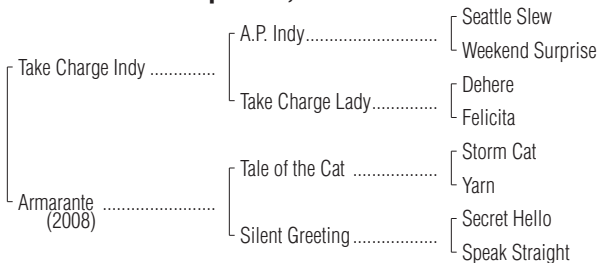 Seattle Slew
A.P. Indy..........................
Weekend Surprise
Take Charge Indy .............
Dehere
Take Charge Lady.............
Felicita
Storm Cat
Tale of the Cat .................
Yarn
Armarante ......................
(2008)
Secret Hello
Silent Greeting.................
Speak Straight